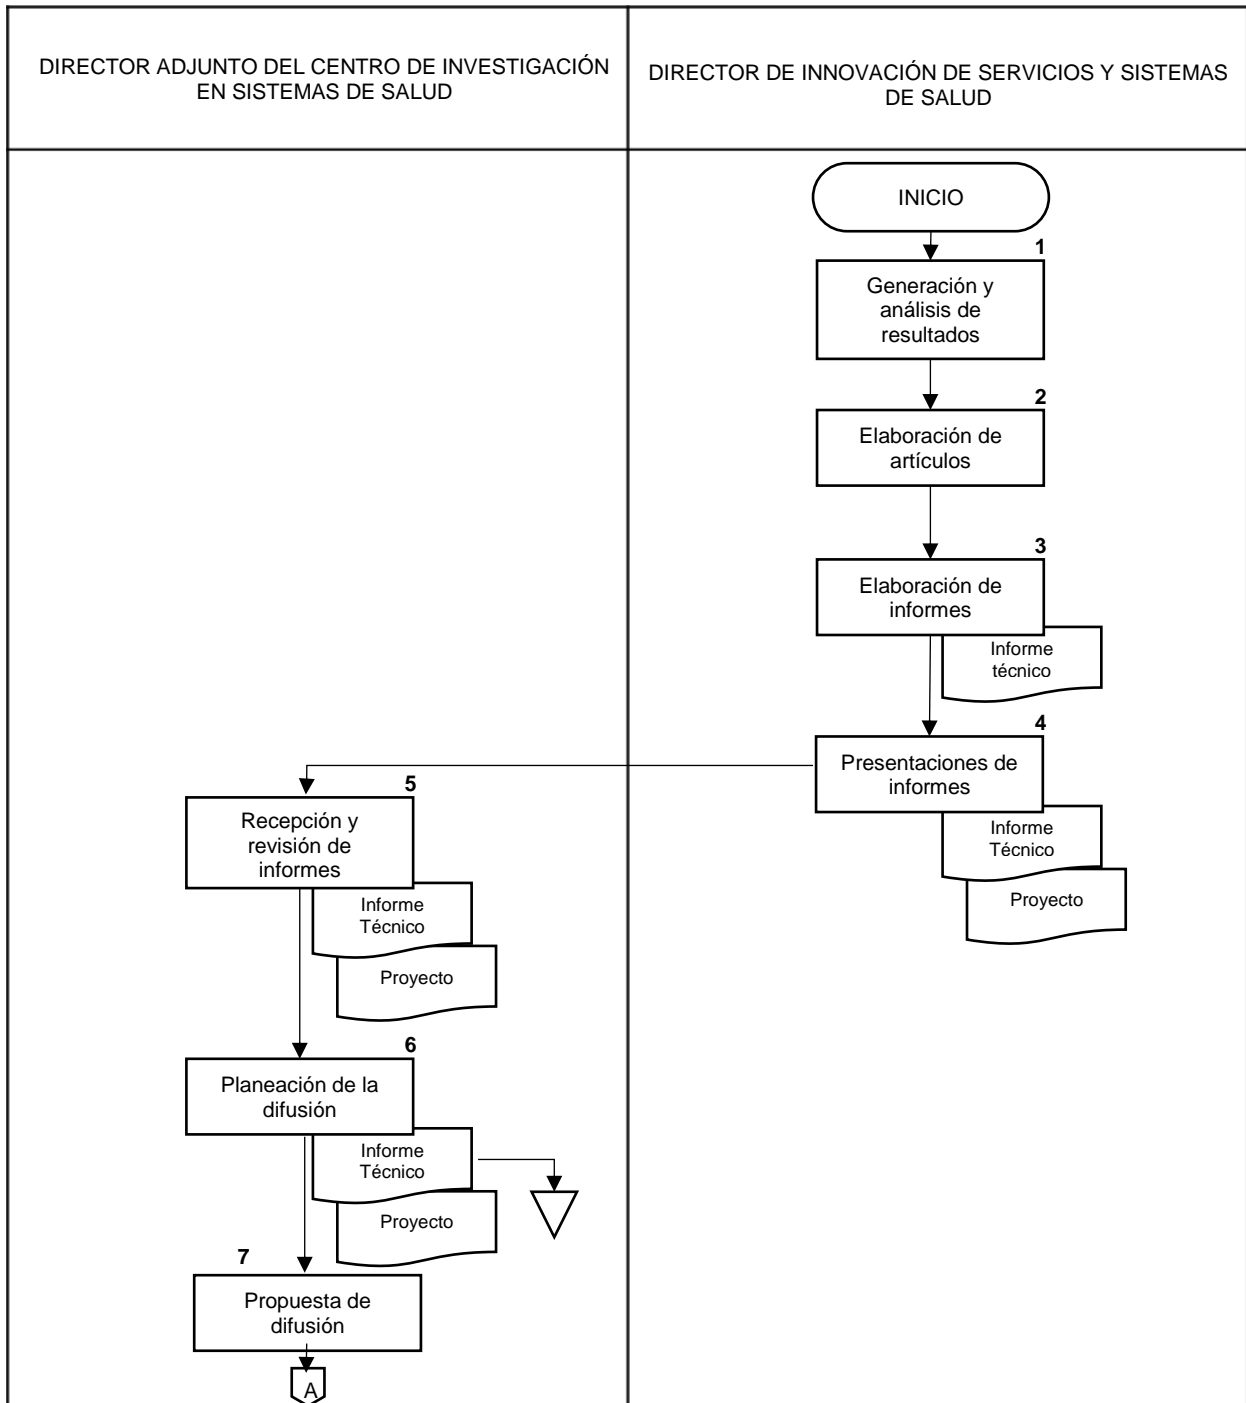 DIRECTOR ADJUNTO DEL CENTRO DE INVESTIGACIÓN
EN SISTEMAS DE SALUD
DIRECTOR DE INNOVACIÓN DE SERVICIOS Y SISTEMAS
DE SALUD
INICIO
1
Generación y
análisis de
resultados
2
Elaboración de
artículos
3
Elaboración de
informes
Informe
técnico
4
Presentaciones de
informes
Informe
Técnico
Proyecto
5
Recepción y
revisión de
informes
Informe
Técnico
Proyecto
6
Planeación de la
difusión
Informe
Técnico
Proyecto
7
Propuesta de
difusión
A